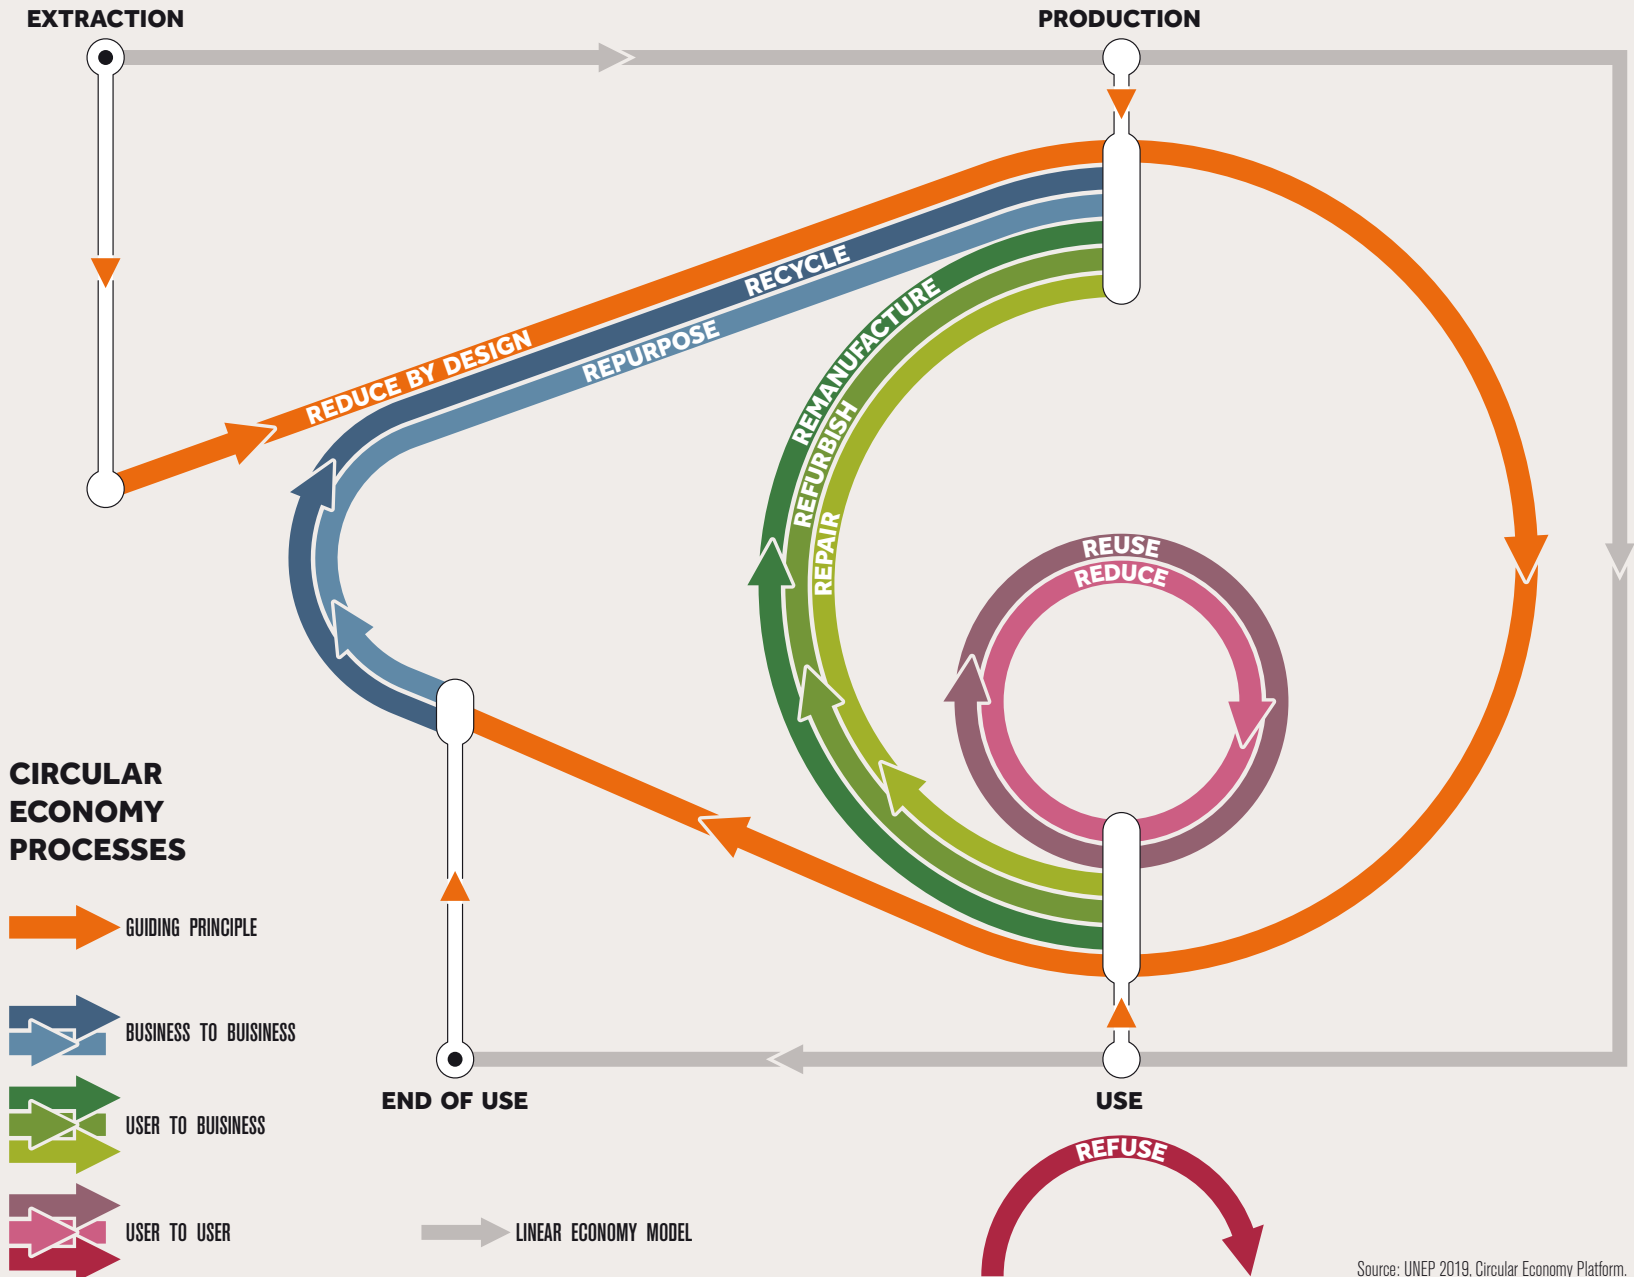 EXTRACTION
PRODUCTION
RECYCLE
REMANUFACTURE
REPURPOSE
REDUCE BY DESIGN
REFURBISH
REPAIR
REUSE
REDUCE
CIRCULAR
ECONOMY
PROCESSES
GUIDING PRINCIPLE
BUSINESS TO BUISINESS
END OF USE
USE
USER TO BUISINESS
REFUSE
USER TO USER
LINEAR ECONOMY MODEL
Source: UNEP 2019, Circular Economy Platform.